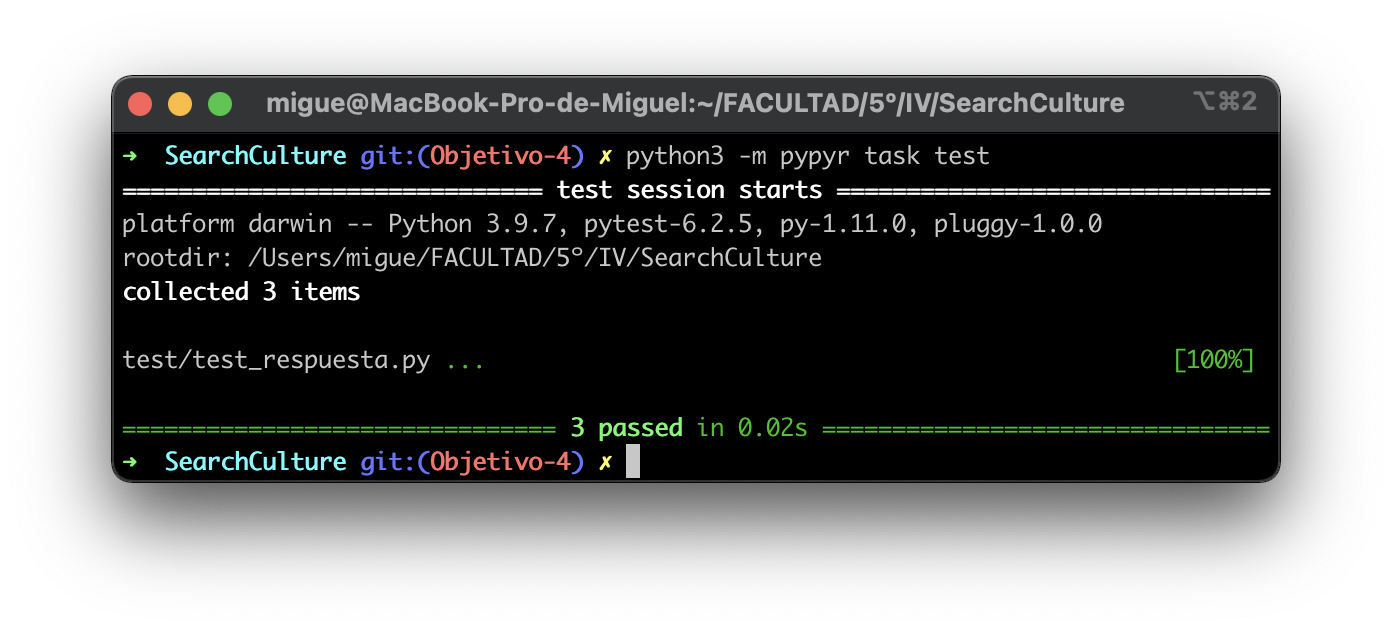 migue@MacBook-Pro-de-Miguel:~/FACULTAD/5º/IV/SearchCulture ⌥⌘2
➜ SearchCulture git:(Objetivo-4) ✗ python3 -m pypyr task test
============================== test session starts ===============================
platform darwin -- Python 3.9.7, pytest-6.2.5, py-1.11.0, pluggy-1.0.0
rootdir: /Users/migue/FACULTAD/5º/IV/SearchCulture
collected 3 items
test/test_respuesta.py ... [100%]
=============================== 3 passed in 0.02s ================================
➜ SearchCulture git:(Objetivo-4) ✗